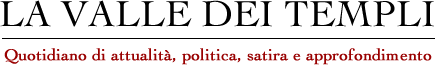 LA VALLE DEI TEMPLI
Quotidiano di attualità, politica, satira e approfondimento